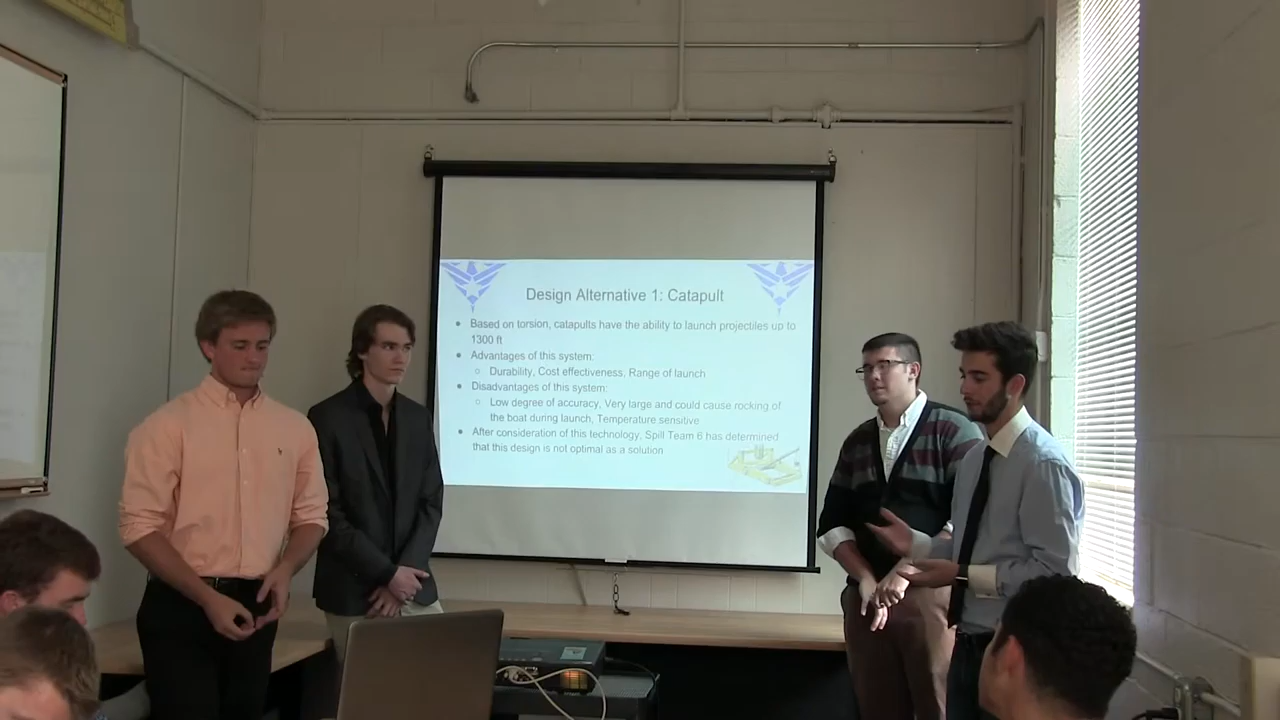 Design Alternative 1: Catapult
● Based on torsion, catapults have the ability to launch projectiles up to
1300 ft
● Advantages of this system:
○ Durability, Cost effectiveness, Range of launch
● Disadvantages of this system:
○ Low degree of accuracy, Very large and could cause rocking of
the boat during launch, Temperature sensitive
● After consideration of this technology, Spill Team 6 has determined
that this design is not optimal as a solution